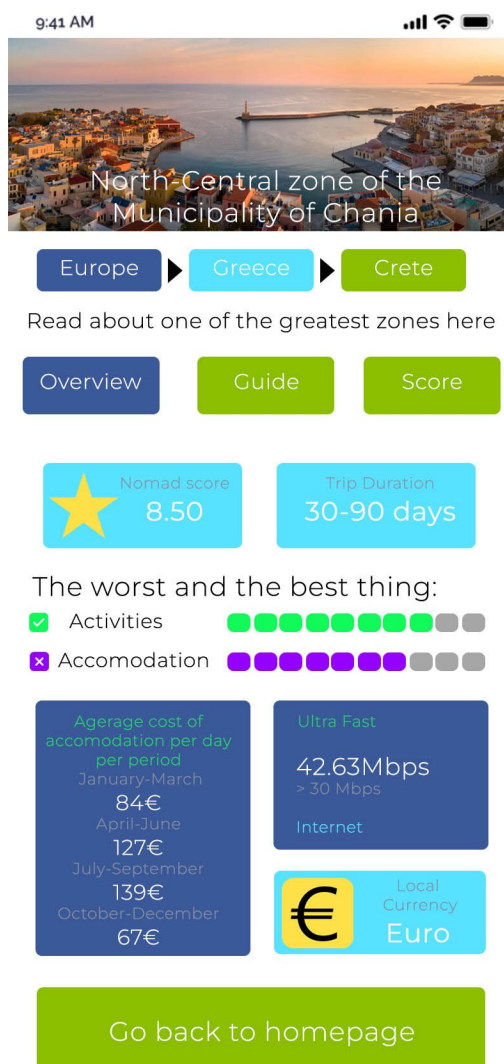 9:41 AM
North-Central zone of the
Municipality of Chania
Europe
Greece
Crete
Read about one of the greatest zones here
Overview
Guide
Score
Nomad score
8.50
Trip Duration
30-90 days
The worst and the best thing:
Activities
Accomodation
Agerage cost of
accomodation per day
per period
January-March
84€
April-June
127€
July-September
139€
October-December
67€
Ultra Fast
42.63Mbps
> 30 Mbps
Internet
€
Local
Currency
Euro
Go back to homepage